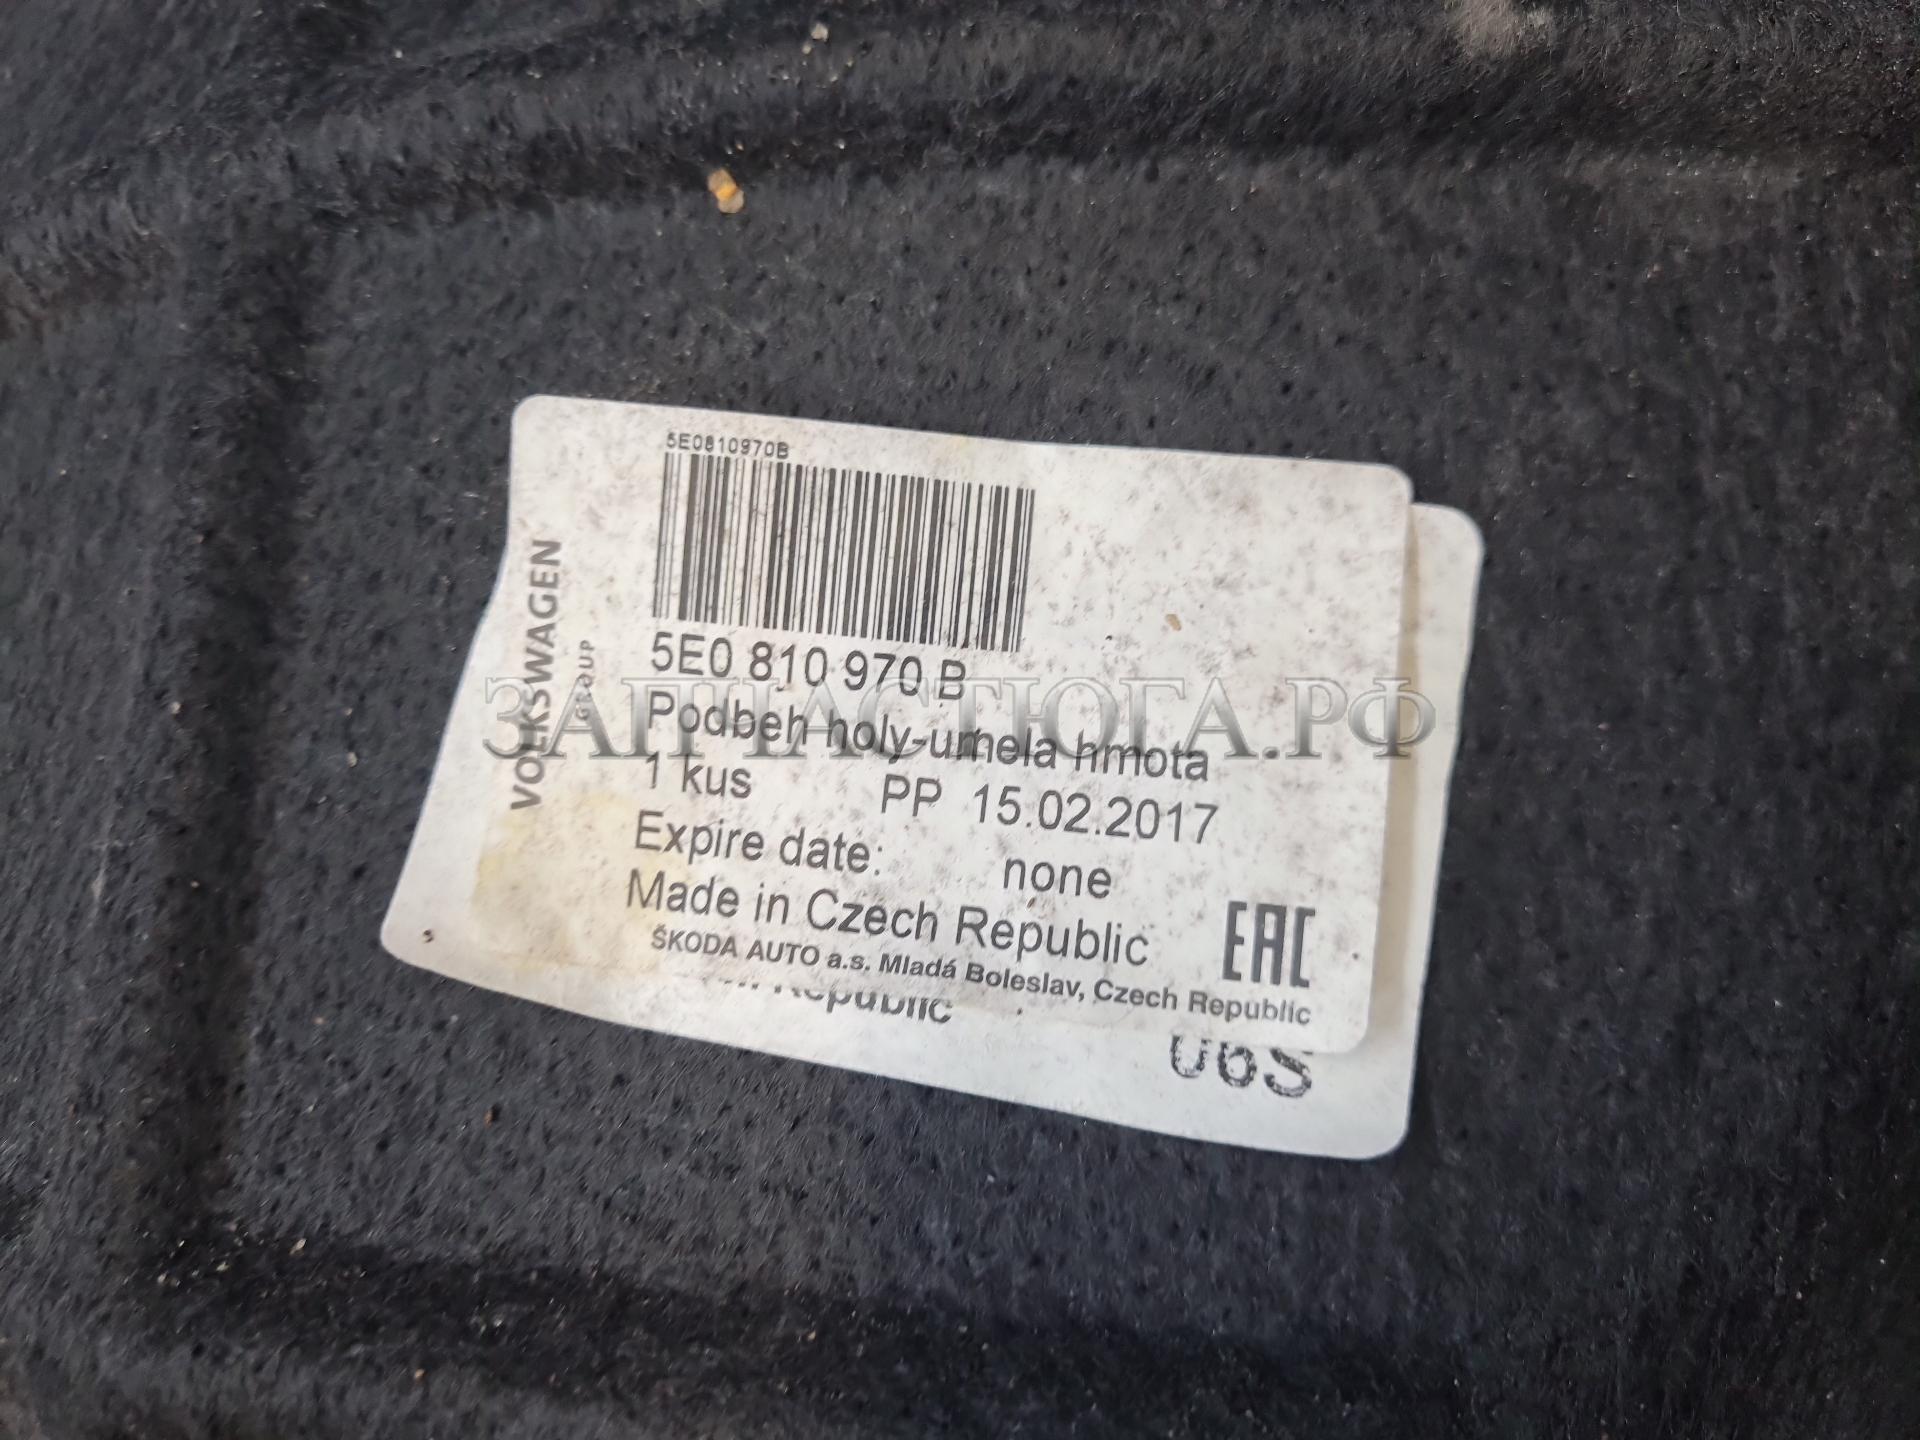 5E0810970B
VOLKSWAGEN
GROUP
5E0 810 970 B
ЗАПЧАСТЮГА.РФ
Podbeh holy-umela hmota
1 kus PP 15.02.2017
Expire date: none
Made in Czech Republic
EAC
ŠKODA AUTO a.s. Mladá Boleslav, Czech Republic
Republic
06S